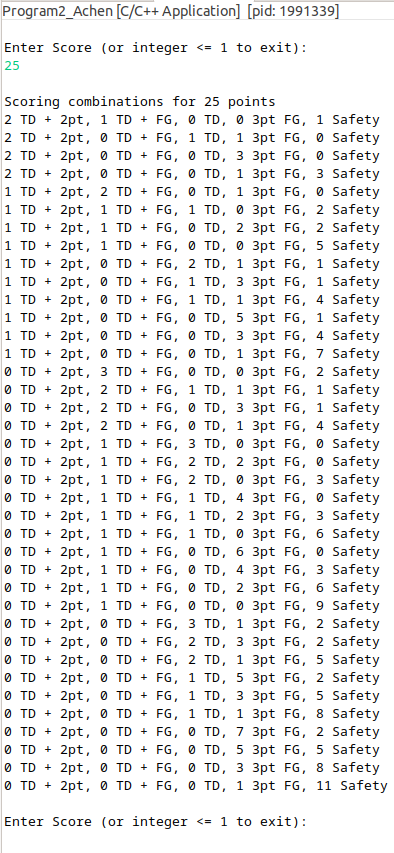 Program2_Achen [C/C++ Application] [pid: 1991339]
Enter Score (or integer <= 1 to exit):
25
Scoring combinations for 25 points
2 TD + 2pt, 1 TD + FG, 0 TD, 0 3pt FG, 1 Safety
2 TD + 2pt, 0 TD + FG, 1 TD, 1 3pt FG, 0 Safety
2 TD + 2pt, 0 TD + FG, 0 TD, 3 3pt FG, 0 Safety
2 TD + 2pt, 0 TD + FG, 0 TD, 1 3pt FG, 3 Safety
1 TD + 2pt, 2 TD + FG, 0 TD, 1 3pt FG, 0 Safety
1 TD + 2pt, 1 TD + FG, 1 TD, 0 3pt FG, 2 Safety
1 TD + 2pt, 1 TD + FG, 0 TD, 2 3pt FG, 2 Safety
1 TD + 2pt, 1 TD + FG, 0 TD, 0 3pt FG, 5 Safety
1 TD + 2pt, 0 TD + FG, 2 TD, 1 3pt FG, 1 Safety
1 TD + 2pt, 0 TD + FG, 1 TD, 3 3pt FG, 1 Safety
1 TD + 2pt, 0 TD + FG, 1 TD, 1 3pt FG, 4 Safety
1 TD + 2pt, 0 TD + FG, 0 TD, 5 3pt FG, 1 Safety
1 TD + 2pt, 0 TD + FG, 0 TD, 3 3pt FG, 4 Safety
1 TD + 2pt, 0 TD + FG, 0 TD, 1 3pt FG, 7 Safety
0 TD + 2pt, 3 TD + FG, 0 TD, 0 3pt FG, 2 Safety
0 TD + 2pt, 2 TD + FG, 1 TD, 1 3pt FG, 1 Safety
0 TD + 2pt, 2 TD + FG, 0 TD, 3 3pt FG, 1 Safety
0 TD + 2pt, 2 TD + FG, 0 TD, 1 3pt FG, 4 Safety
0 TD + 2pt, 1 TD + FG, 3 TD, 0 3pt FG, 0 Safety
0 TD + 2pt, 1 TD + FG, 2 TD, 2 3pt FG, 0 Safety
0 TD + 2pt, 1 TD + FG, 2 TD, 0 3pt FG, 3 Safety
0 TD + 2pt, 1 TD + FG, 1 TD, 4 3pt FG, 0 Safety
0 TD + 2pt, 1 TD + FG, 1 TD, 2 3pt FG, 3 Safety
0 TD + 2pt, 1 TD + FG, 1 TD, 0 3pt FG, 6 Safety
0 TD + 2pt, 1 TD + FG, 0 TD, 6 3pt FG, 0 Safety
0 TD + 2pt, 1 TD + FG, 0 TD, 4 3pt FG, 3 Safety
0 TD + 2pt, 1 TD + FG, 0 TD, 2 3pt FG, 6 Safety
0 TD + 2pt, 1 TD + FG, 0 TD, 0 3pt FG, 9 Safety
0 TD + 2pt, 0 TD + FG, 3 TD, 1 3pt FG, 2 Safety
0 TD + 2pt, 0 TD + FG, 2 TD, 3 3pt FG, 2 Safety
0 TD + 2pt, 0 TD + FG, 2 TD, 1 3pt FG, 5 Safety
0 TD + 2pt, 0 TD + FG, 1 TD, 5 3pt FG, 2 Safety
0 TD + 2pt, 0 TD + FG, 1 TD, 3 3pt FG, 5 Safety
0 TD + 2pt, 0 TD + FG, 1 TD, 1 3pt FG, 8 Safety
0 TD + 2pt, 0 TD + FG, 0 TD, 7 3pt FG, 2 Safety
0 TD + 2pt, 0 TD + FG, 0 TD, 5 3pt FG, 5 Safety
0 TD + 2pt, 0 TD + FG, 0 TD, 3 3pt FG, 8 Safety
0 TD + 2pt, 0 TD + FG, 0 TD, 1 3pt FG, 11 Safety
Enter Score (or integer <= 1 to exit):